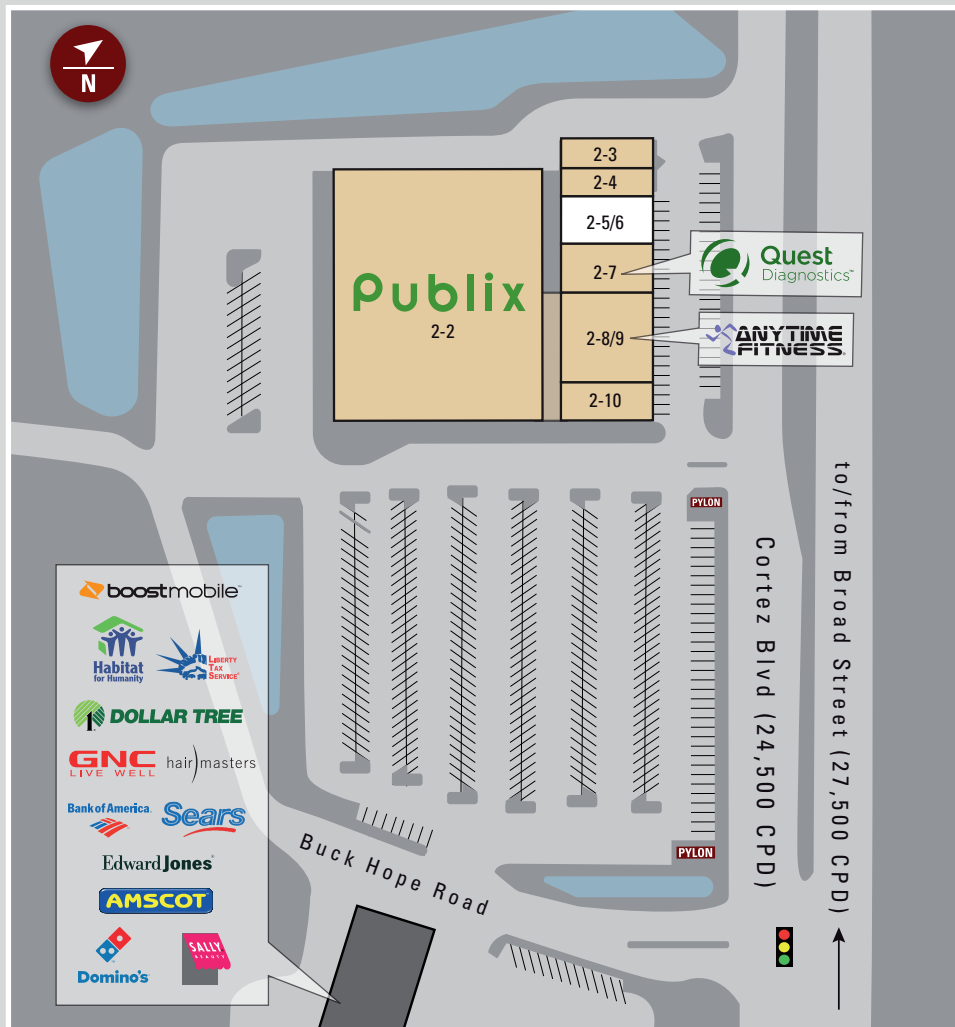 N
2-3
2-4
2-5/6
2-7
Quest
Diagnostics™
Publix
2-2
2-8/9
ANYTIME
FITNESS®
2-10
PYLON
to/from Broad Street (27,500 CPD)
Cortez Blvd (24,500 CPD)
boostmobile™
Habitat
for Humanity
LIBERTY
TAX
SERVICE®
1
DOLLAR TREE
GNC
LIVE WELL
hair)masters
Bank of America.
Sears
Edward Jones®
AMSCOT
Domino's
SALLY
BEAUTY
Buck Hope Road
PYLON